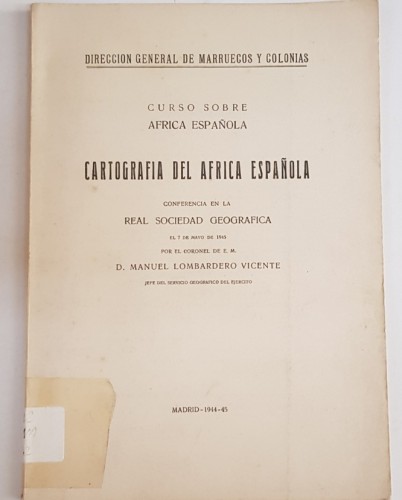 DIRECCION GENERAL DE MARRUECOS Y COLONIAS
CURSO SOBRE
AFRICA ESPAÑOLA
CARTOGRAFIA DEL AFRICA ESPAÑOLA
CONFERENCIA EN LA
REAL SOCIEDAD GEOGRAFICA
EL 7 DE MAYO DE 1945
POR EL CORONEL DE E. M.
D. MANUEL LOMBARDERO VICENTE
JEFE DEL SERVICIO GEOGRAFICO DEL EJERCITO
MADRID-1944-45